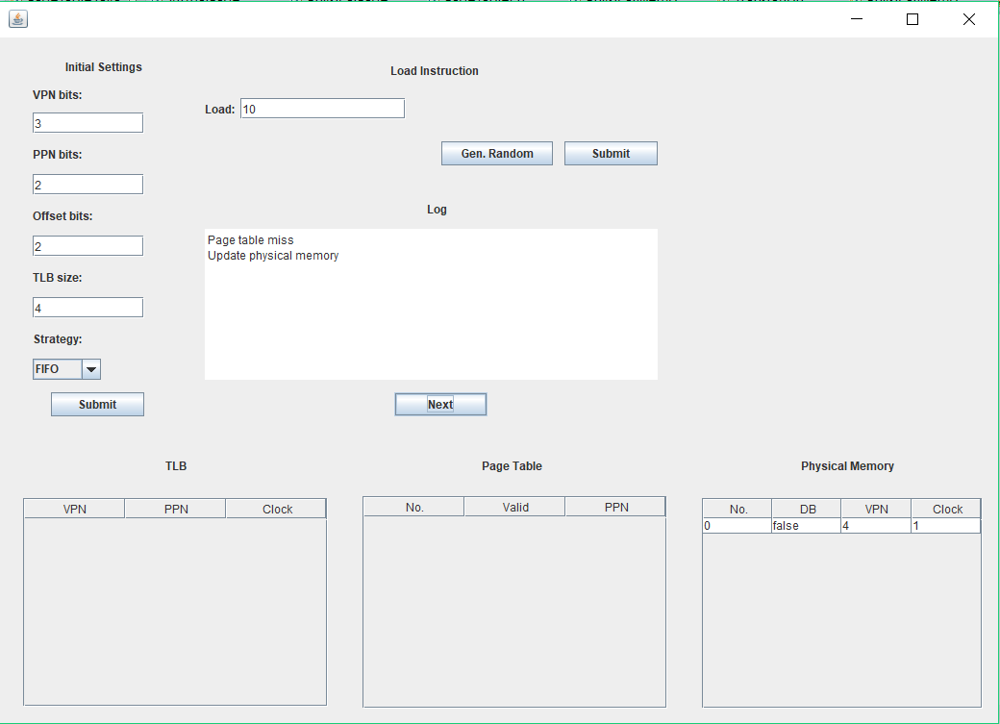 Initial Settings
Load Instruction
VPN bits:
3
Load: 10
PPN bits:
2
Gen. Random Submit
Offset bits:
2
Log
Page table miss
Update physical memory
TLB size:
4
Strategy:
FIFO
Submit
Next
TLB
Page Table
Physical Memory
VPN PPN Clock
No. Valid PPN
No. DB VPN Clock
0 false 4 1